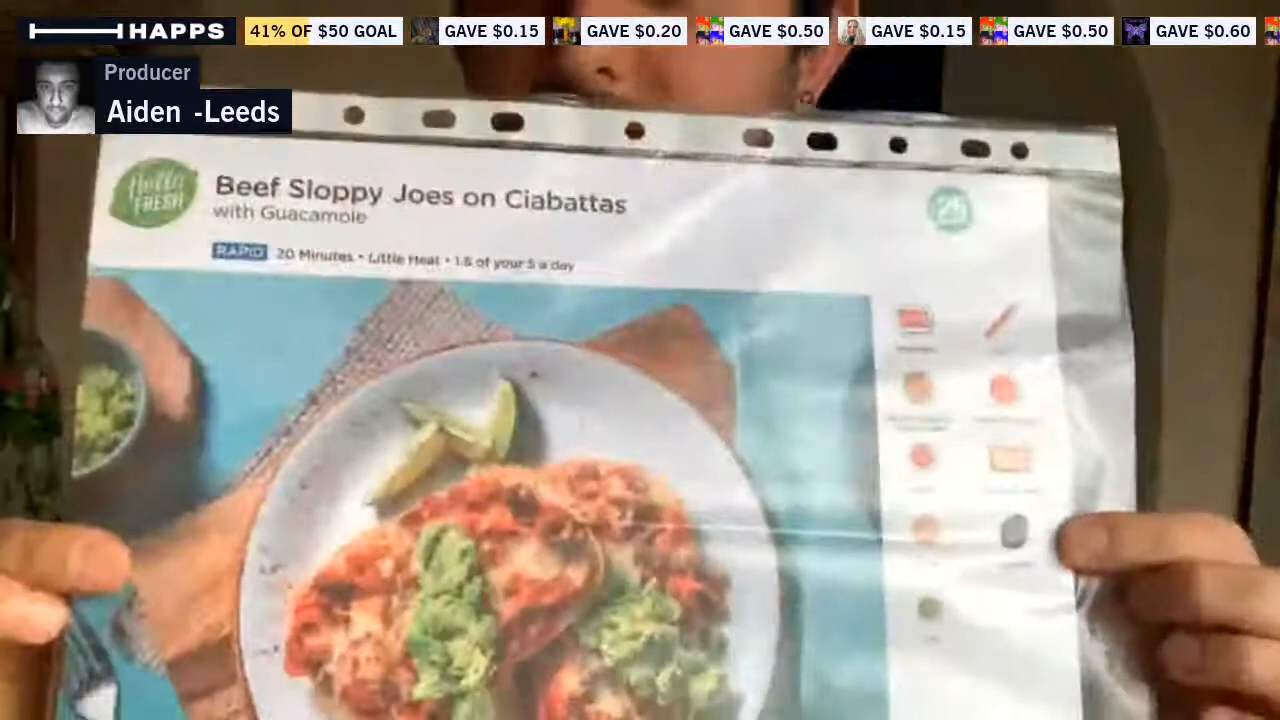 HAPPS
41% OF $50 GOAL
GAVE $0.15
GAVE $0.20
GAVE $0.50
GAVE $0.15
GAVE $0.50
GAVE $0.60
Producer
Aiden -Leeds
Hello
FRESH
Beef Sloppy Joes on Ciabattas
with Guacamole
RAPID 20 Minutes • Little Heat • 1.5 of your 5 a day